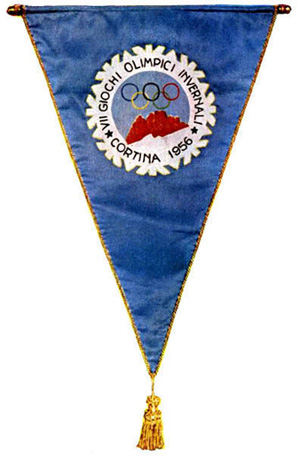 VII GIOCHI OLIMPICI INVERNALI
★ CORTINA 1956 ★